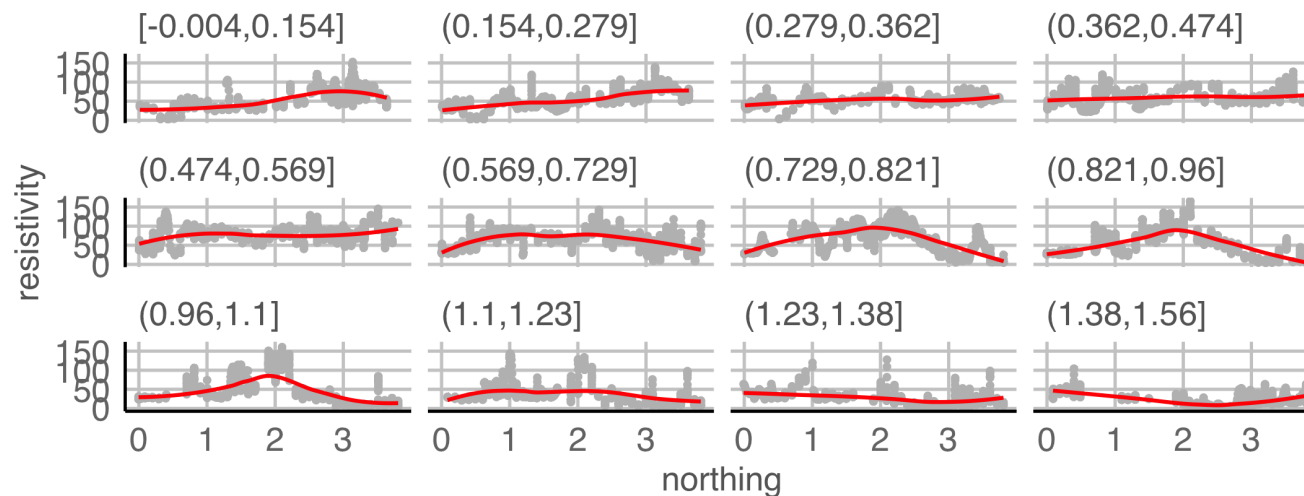 [-0.004,0.154] (0.154,0.279] (0.279,0.362] (0.362,0.474]
150
100
50
0
(0.474,0.569] (0.569,0.729] (0.729,0.821] (0.821,0.96]
150
100
50
0
resistivity
(0.96,1.1] (1.1,1.23] (1.23,1.38] (1.38,1.56]
150
100
50
0
0 1 2 3 0 1 2 3 0 1 2 3 0 1 2 3
northing